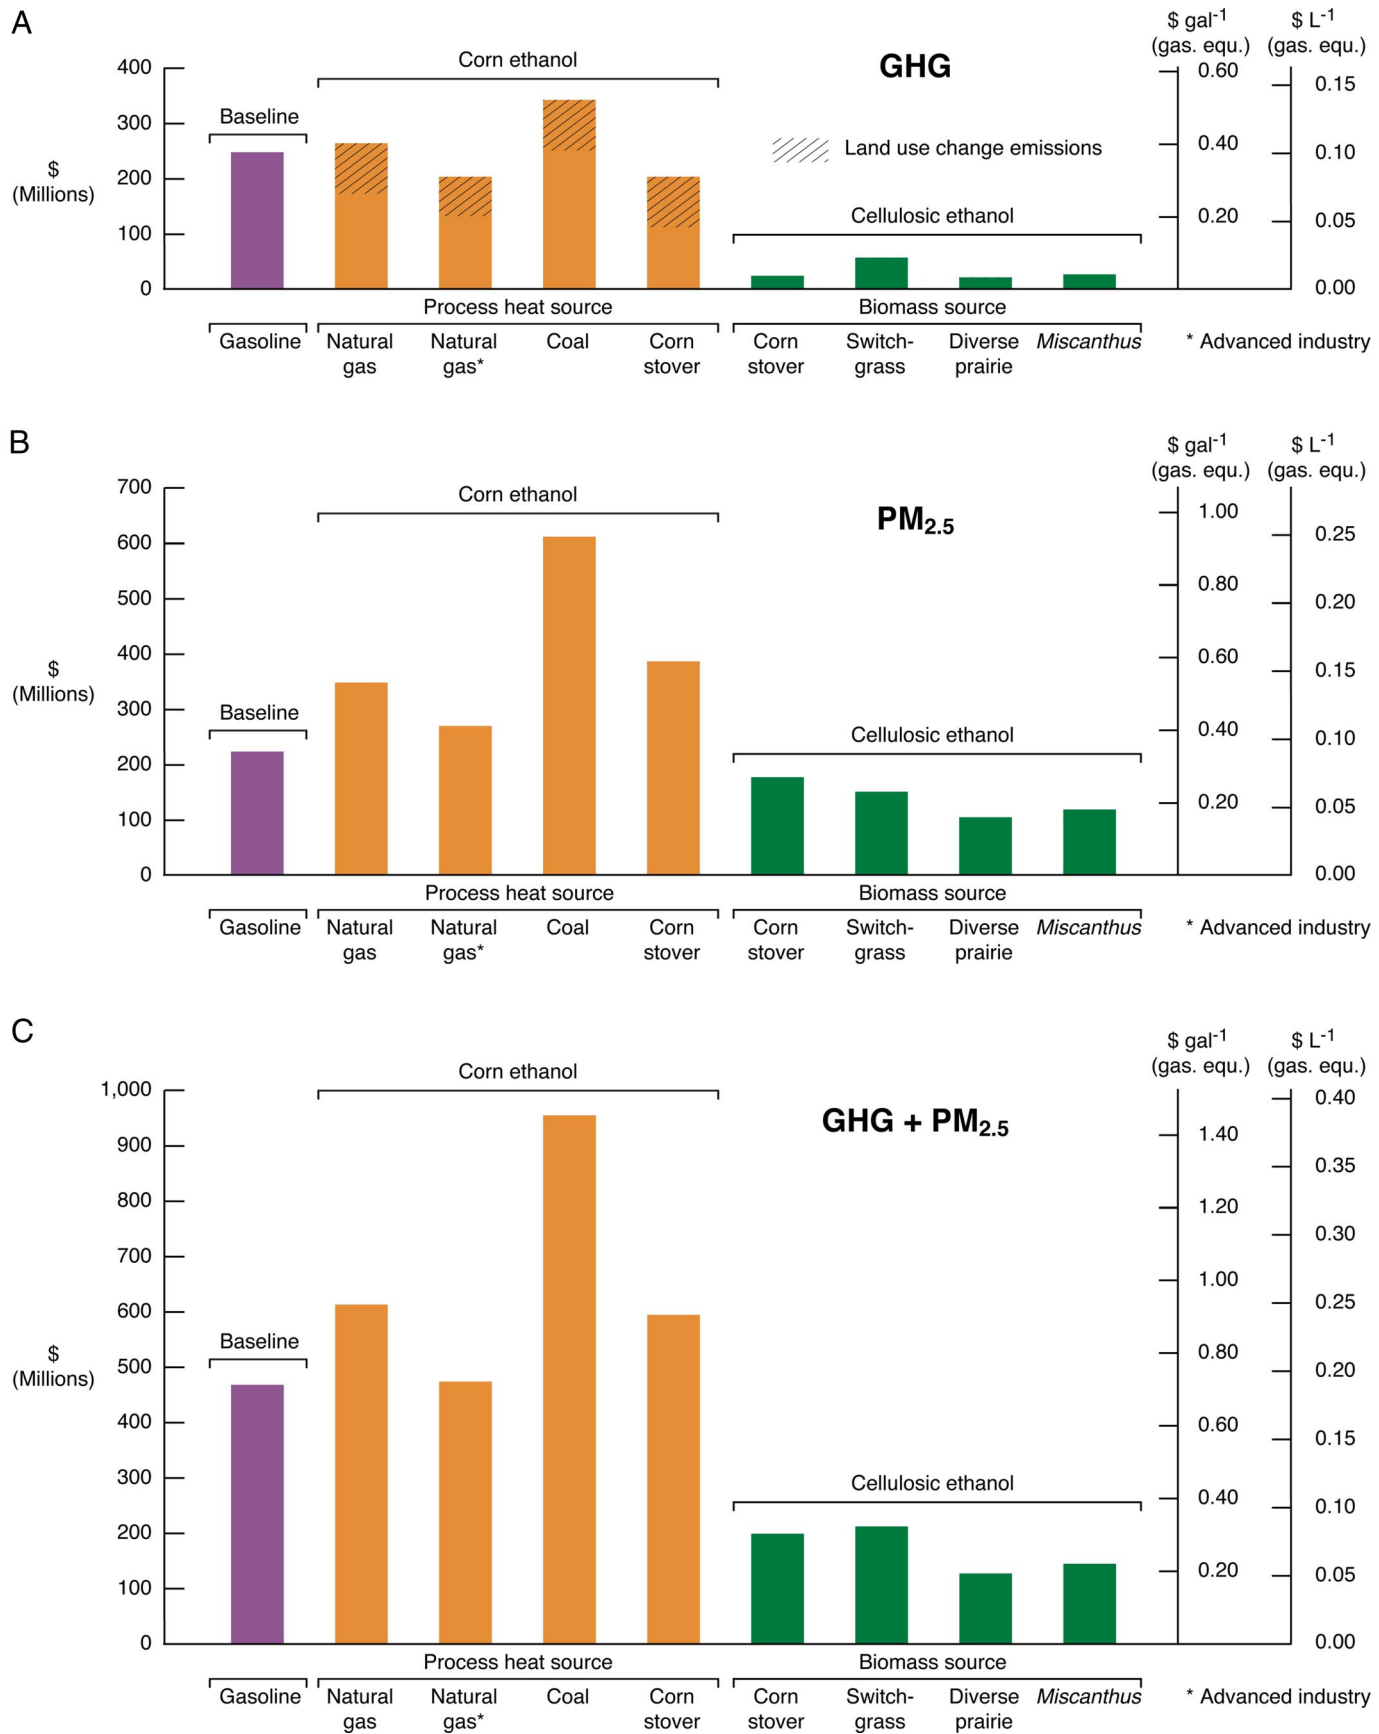 A
$ gal-1
(gas. equ.)
$ L-1
(gas. equ.)
GHG
Corn ethanol
Baseline
Land use change emissions
Cellulosic ethanol
$
(Millions)
400
300
200
100
0
0.60
0.40
0.20
0.15
0.10
0.05
0.00
Process heat source
Biomass source
Gasoline
Natural
gas
Natural
gas*
Coal
Corn
stover
Corn
stover
Switch-
grass
Diverse
prairie
Miscanthus
* Advanced industry
B
$ gal-1
(gas. equ.)
$ L-1
(gas. equ.)
PM2.5
Corn ethanol
Baseline
Cellulosic ethanol
$
(Millions)
700
600
500
400
300
200
100
0
1.00
0.80
0.60
0.40
0.20
0.25
0.20
0.15
0.10
0.05
0.00
Process heat source
Biomass source
Gasoline
Natural
gas
Natural
gas*
Coal
Corn
stover
Corn
stover
Switch-
grass
Diverse
prairie
Miscanthus
* Advanced industry
C
$ gal-1
(gas. equ.)
$ L-1
(gas. equ.)
GHG + PM2.5
Corn ethanol
Baseline
Cellulosic ethanol
$
(Millions)
1,000
900
800
700
600
500
400
300
200
100
0
1.40
1.20
1.00
0.80
0.60
0.40
0.20
0.40
0.35
0.30
0.25
0.20
0.15
0.10
0.05
0.00
Process heat source
Biomass source
Gasoline
Natural
gas
Natural
gas*
Coal
Corn
stover
Corn
stover
Switch-
grass
Diverse
prairie
Miscanthus
* Advanced industry